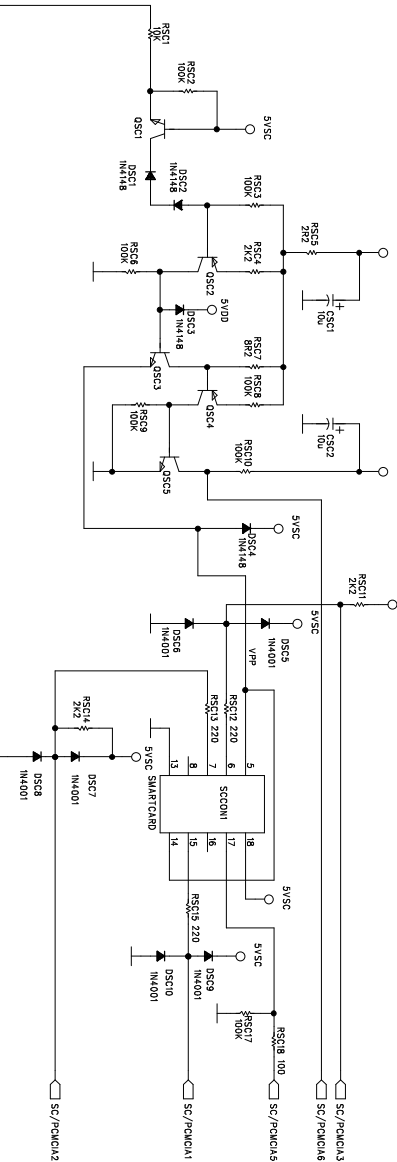 RSC1
10K
RSC2
100K
QSC1
5VSC
DSC1
1N4148
DSC2
1N4148
RSC3
100K
RSC4
2K2
RSC5
2R2
CSC1
10u
+
RSC6
100K
QSC2
DSC3
1N4148
5VDD
QSC3
RSC7
8R2
RSC8
100K
QSC4
RSC9
100K
QSC5
RSC10
100K
CSC2
10u
+
DSC4
1N4148
5VSC
RSC11
2K2
DSC6
1N4001
DSC5
1N4001
5VSC
VPP
RSC13 220
RSC12 220
RSC14
2K2
5VSC
DSC7
1N4001
DSC8
1N4001
13
8
7
6
5
SMARTCARD
SCCON1
14
15
16
17
18
5VSC
RSC15 220
DSC10
1N4001
DSC9
1N4001
5VSC
RSC17
100K
RSC18 100
SC/PCMCIA2
SC/PCMCIA1
SC/PCMCIA5
SC/PCMCIA6
SC/PCMCIA3